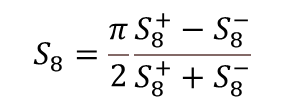 S₈ = π/2 (S₈⁺ − S₈⁻)/(S₈⁺ + S₈⁻)